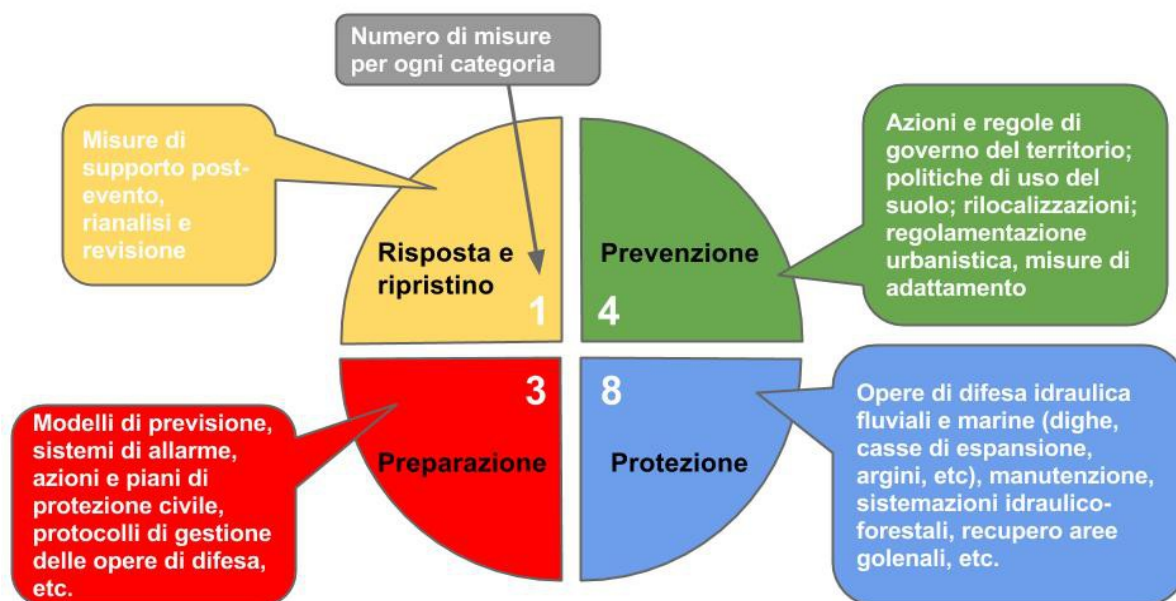 Numero di misure
per ogni categoria
Misure di
supporto post-
evento,
rianalisi e
revisione
Risposta e
ripristino
1
Prevenzione
4
Azioni e regole di
governo del territorio;
politiche di uso del
suolo; rilocalizzazioni;
regolamentazione
urbanistica, misure di
adattamento
Modelli di previsione,
sistemi di allarme,
azioni e piani di
protezione civile,
protocolli di gestione
delle opere di difesa,
etc.
3
Preparazione
8
Protezione
Opere di difesa idraulica
fluviali e marine (dighe,
casse di espansione,
argini, etc), manutenzione,
sistemazioni idraulico-
forestali, recupero aree
golenali, etc.